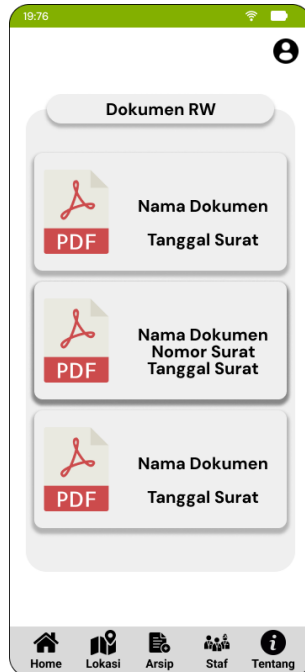 19:76
Dokumen RW
PDF
Nama Dokumen
Tanggal Surat
PDF
Nama Dokumen
Nomor Surat
Tanggal Surat
PDF
Nama Dokumen
Tanggal Surat
Home Lokasi Arsip Staf Tentang